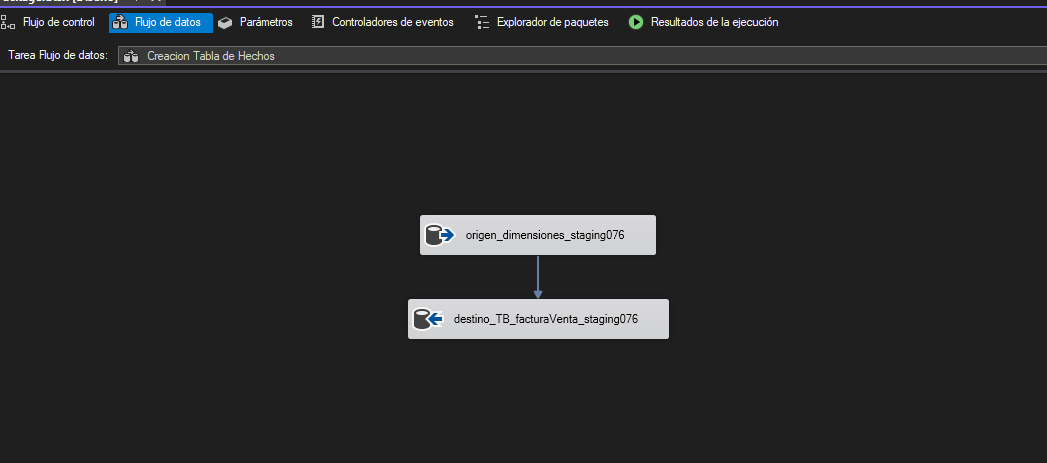 Flujo de control Flujo de datos Parámetros Controladores de eventos Explorador de paquetes Resultados de la ejecución
Tarea Flujo de datos: Creacion Tabla de Hechos
origen_dimensiones_staging076
destino_TB_facturaVenta_staging076